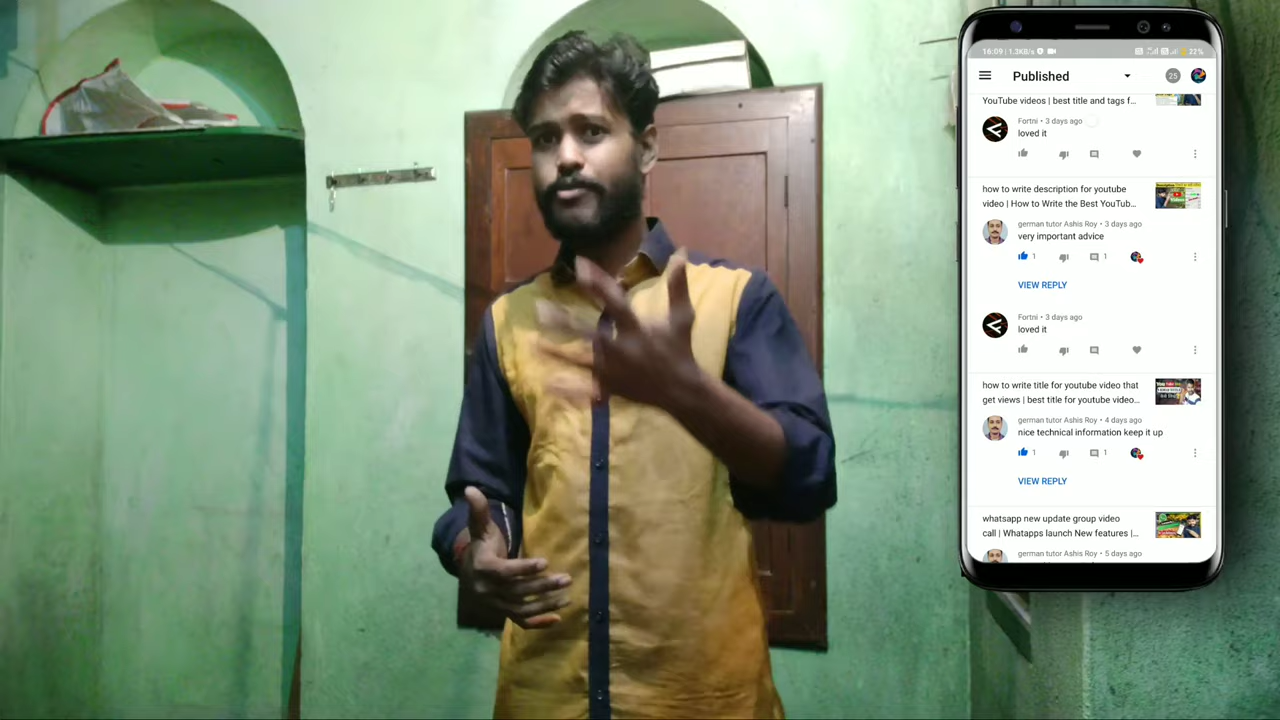 16:09 | 1.3KB/s
22%
Published
25
YouTube videos | best title and tags f...
Fortni • 3 days ago
loved it
how to write description for youtube
video | How to Write the Best YouTub...
german tutor Ashis Roy • 3 days ago
very important advice
1
1
VIEW REPLY
Fortni • 3 days ago
loved it
how to write title for youtube video that
get views | best title for youtube video...
german tutor Ashis Roy • 4 days ago
nice technical information keep it up
1
1
VIEW REPLY
whatsapp new update group video
call | Whatapps launch New features |...
german tutor Ashis Roy • 5 days ago